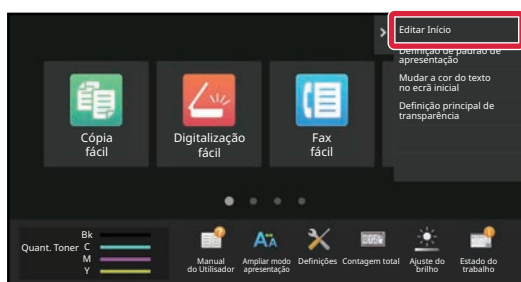 Editar Início
Definição de padrão de
apresentação
Mudar a cor do texto
no ecrã inicial
Definição principal de
transparência
Cópia
fácil
Digitalização
fácil
Fax
fácil
Quant. Toner
Bk
C
M
Y
Manual
do Utilisador
Ampliar modo
apresentação
Definições
Contagem total
Ajuste do
brilho
Estado do
trabalho